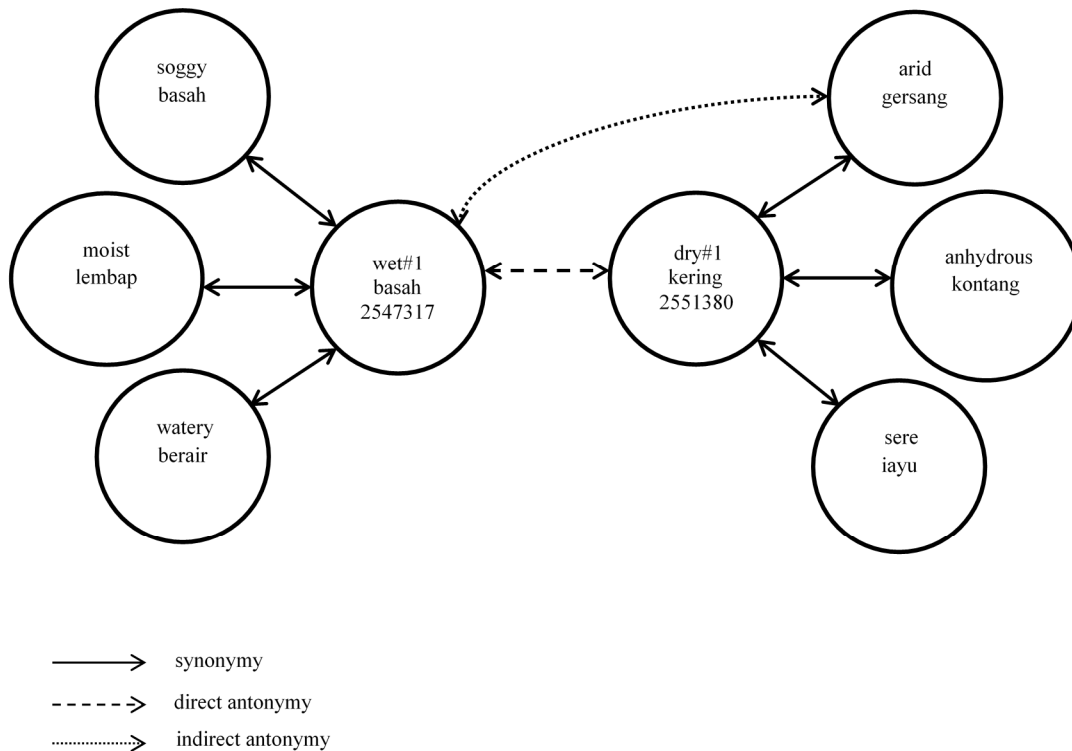 soggy
basah
arid
gersang
moist
lembap
wet#1
basah
2547317
dry#1
kering
2551380
anhydrous
kontang
watery
berair
sere
iayu
synonymy
direct antonymy
indirect antonymy